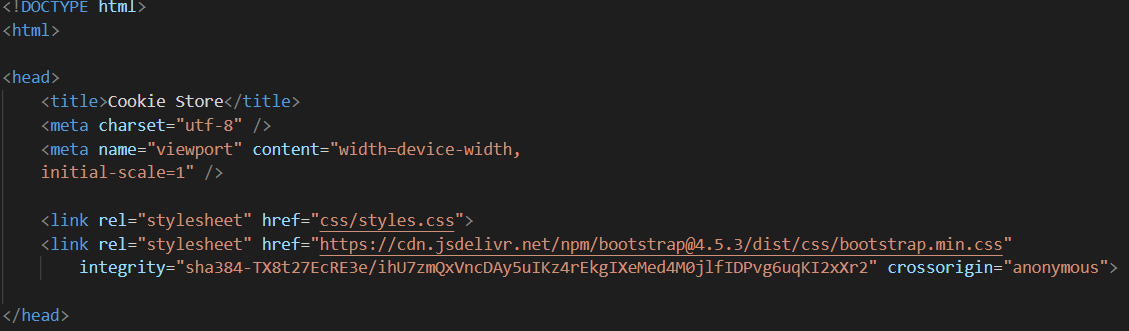 <!DOCTYPE html>
<html>
<head>
<title>Cookie Store</title>
<meta charset="utf-8" />
<meta name="viewport" content="width=device-width,
initial-scale=1" />
<link rel="stylesheet" href="css/styles.css">
<link rel="stylesheet" href="https://cdn.jsdelivr.net/npm/bootstrap@4.5.3/dist/css/bootstrap.min.css"
integrity="sha384-TX8t27EcRE3e/ihU7zmQxVncDAy5uIKz4rEkgIXeMed4M0jlfIDPvg6uqKI2xXr2" crossorigin="anonymous">
</head>